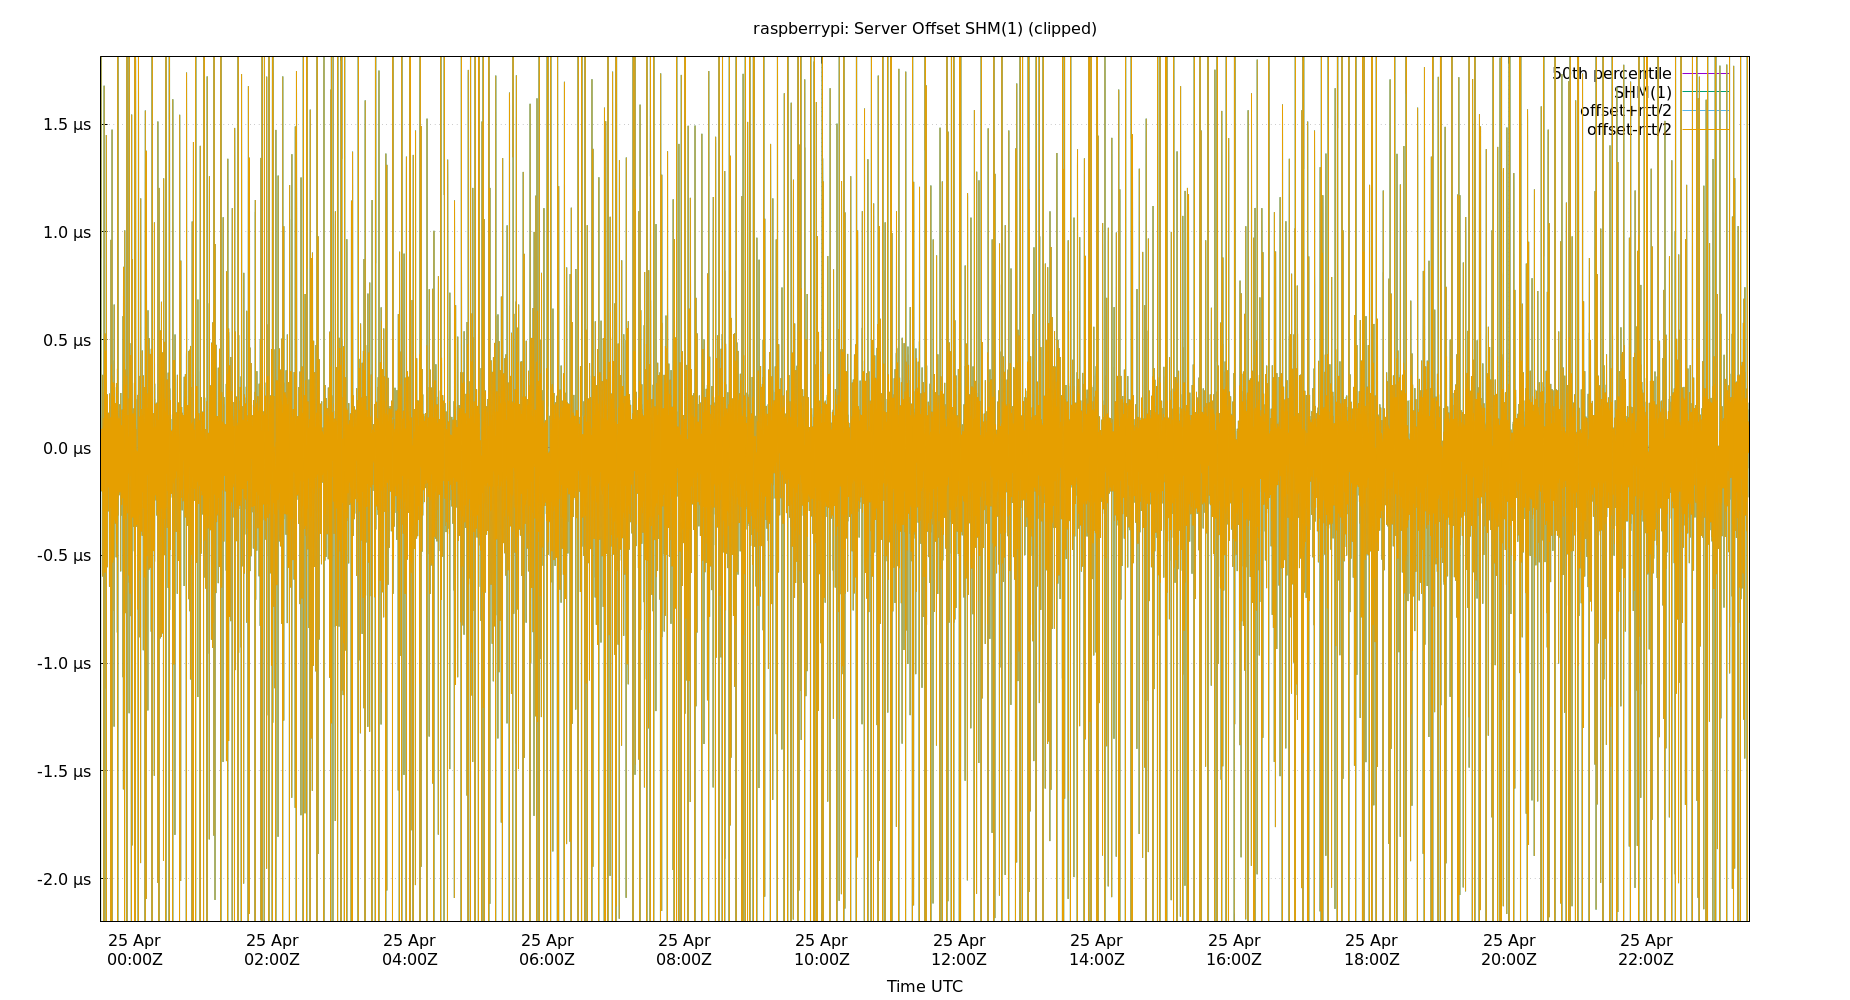 raspberrypi: Server Offset SHM(1) (clipped)
50th percentile
SHM(1)
offset+rtt/2
offset-rtt/2
1.5 µs
1.0 µs
0.5 µs
0.0 µs
-0.5 µs
-1.0 µs
-1.5 µs
-2.0 µs
25 Apr 25 Apr 25 Apr 25 Apr 25 Apr 25 Apr 25 Apr 25 Apr 25 Apr 25 Apr 25 Apr 25 Apr
00:00Z 02:00Z 04:00Z 06:00Z 08:00Z 10:00Z 12:00Z 14:00Z 16:00Z 18:00Z 20:00Z 22:00Z
Time UTC